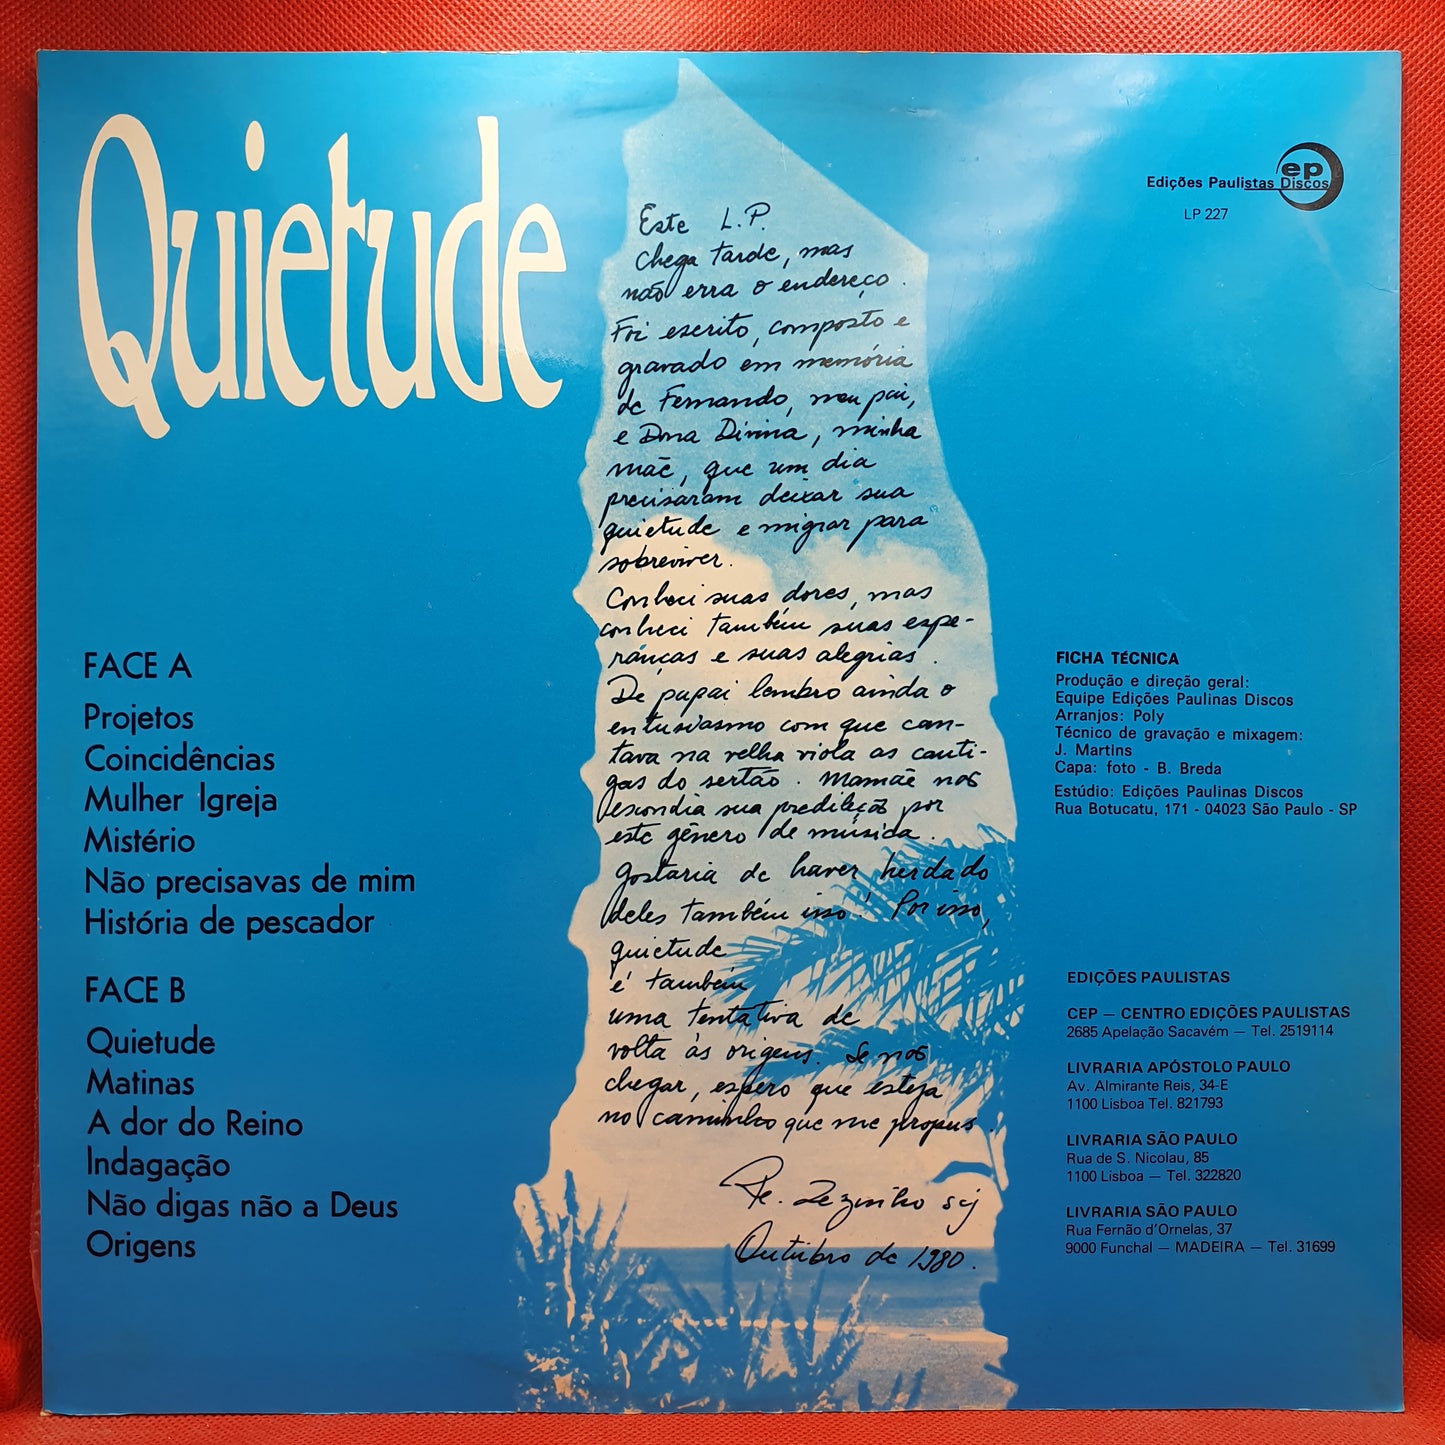 Quietude
ep
Edições Paulistas Discos
LP 227
Este L.P.
chega tarde, mas
não erra o endereço.
Foi escrito, composto e
gravado em memória
de Fernando, meu pai,
e Dona Divina, minha
mãe, que um dia
precisaram deixar sua
quietude e migrar para
sobreviver.
Conheci suas dores, mas
conheci também suas espe-
ranças e suas alegrias.
De papai lembro ainda o
entusiasmo com que can-
tava na velha viola as canti-
gas do sertão. Mamãe nos
escondia sua predileção por
este gênero de música.
Gostaria de haver herdado
deles também isso! Por isso,
quietude
é também
uma tentativa de
volta às origens. Se nos
chegar, espero que esteja
no caminho que me propus.
Pe. Zezinho scj
Outubro de 1980.
FACE A
Projetos
Coincidências
Mulher Igreja
Mistério
Não precisavas de mim
História de pescador
FACE B
Quietude
Matinas
A dor do Reino
Indagação
Não digas não a Deus
Origens
FICHA TÉCNICA
Produção e direção geral:
Equipe Edições Paulinas Discos
Arranjos: Poly
Técnico de gravação e mixagem:
J. Martins
Capa: foto - B. Breda
Estúdio: Edições Paulinas Discos
Rua Botucatu, 171 - 04023 São Paulo - SP
EDIÇÕES PAULISTAS
CEP — CENTRO EDIÇÕES PAULISTAS
2685 Apelação Sacavém — Tel. 2519114
LIVRARIA APÓSTOLO PAULO
Av. Almirante Reis, 34-E
1100 Lisboa Tel. 821793
LIVRARIA SÃO PAULO
Rua de S. Nicolau, 85
1100 Lisboa — Tel. 322820
LIVRARIA SÃO PAULO
Rua Fernão d'Ornelas, 37
9000 Funchal — MADEIRA — Tel. 31699